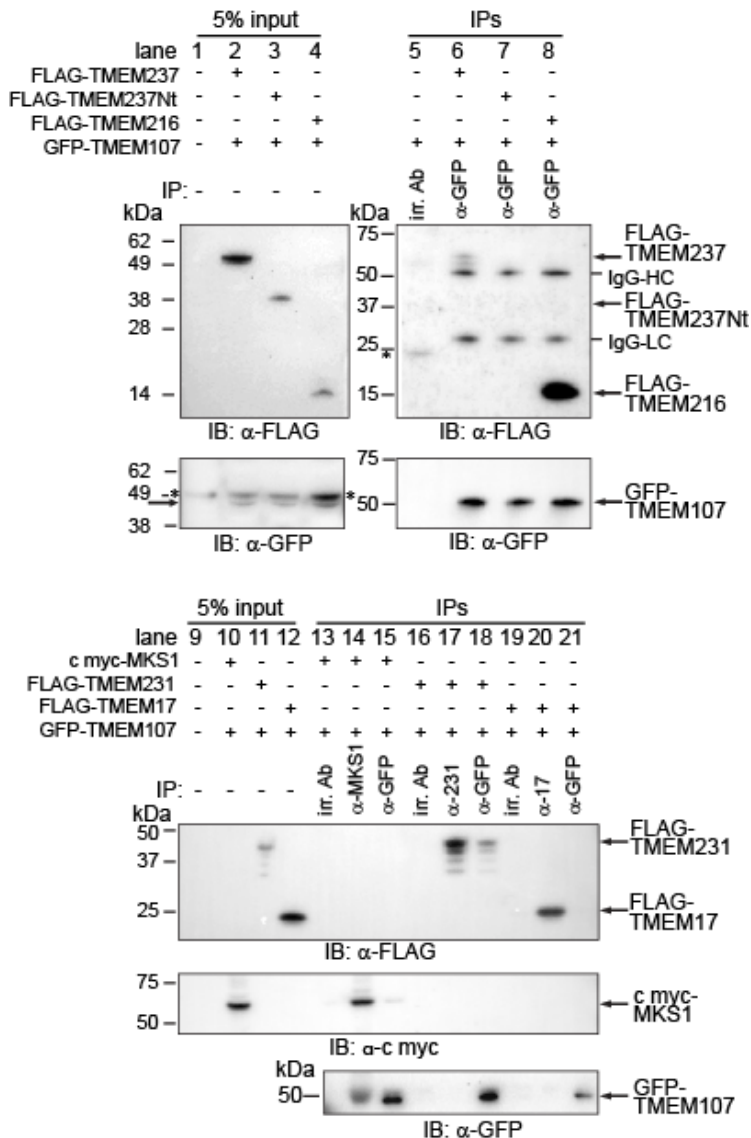 5% input IPs
lane 1 2 3 4 5 6 7 8
FLAG-TMEM237 - + - - - + - -
FLAG-TMEM237Nt - - + - - - + -
FLAG-TMEM216 - - - + - - - +
GFP-TMEM107 - + + + + + + +
IP: - - - - irr. Ab α-GFP α-GFP α-GFP
kDa kDa
62 75 FLAG-
49 TMEM237
50 IgG-HC
38 37 FLAG-
28 TMEM237Nt
25 IgG-LC
*
14 15 FLAG-
TMEM216
IB: α-FLAG IB: α-FLAG
62 75
49 -* * 50 GFP-
38 TMEM107
IB: α-GFP IB: α-GFP
5% input IPs
lane 9 10 11 12 13 14 15 16 17 18 19 20 21
c myc-MKS1 - + - - + + + - - - - - -
FLAG-TMEM231 - - + - - - - + + + - - -
FLAG-TMEM17 - - - + - - - - - - + + +
GFP-TMEM107 - + + + + + + + + + + + +
IP: - - - - irr. Ab α-MKS1 α-GFP irr. Ab α-231 α-GFP irr. Ab α-17 α-GFP
kDa
50 FLAG-
37 TMEM231
25 FLAG-
TMEM17
IB: α-FLAG
75 c myc-
50 MKS1
IB: α-c myc
kDa
50 GFP-
TMEM107
IB: α-GFP